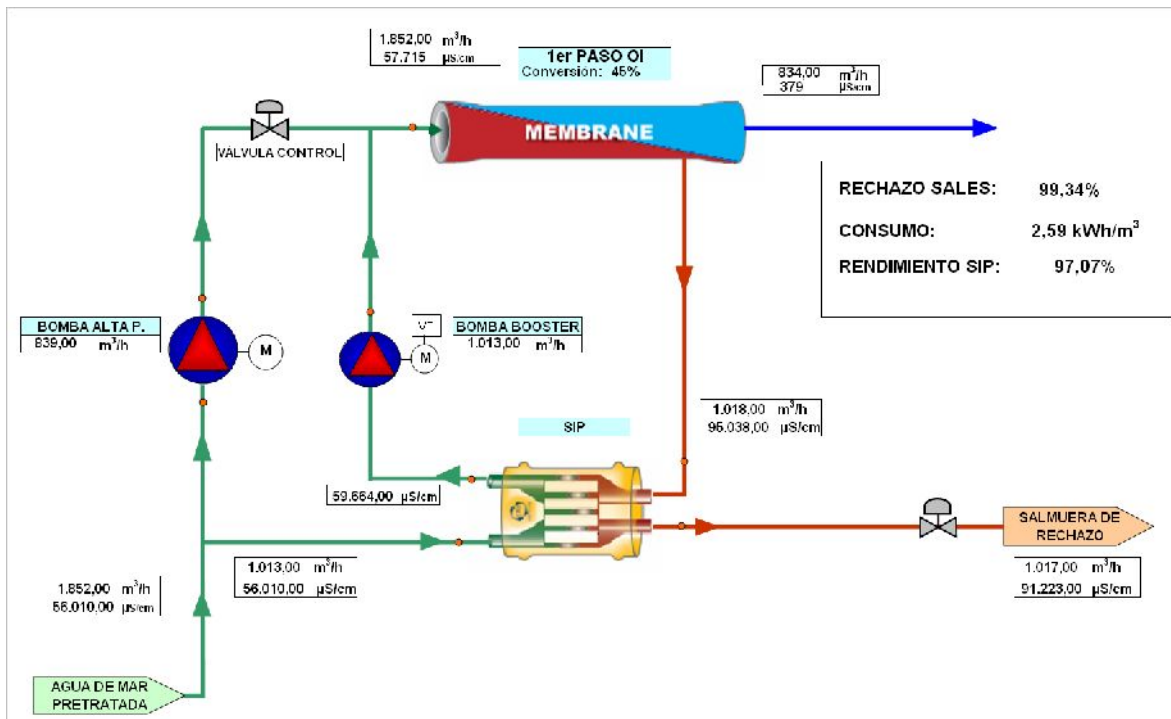 1.852,00 m³/h
57.715 µS/cm
1er PASO OI
Conversión: 45%
834,00 m³/h
379 µS/cm
MEMBRANE
VÁLVULA CONTROL
RECHAZO SALES: 99,34%
CONSUMO: 2,59 kWh/m³
RENDIMIENTO SIP: 97,07%
BOMBA ALTA P.
839,00 m³/h
M
M
BOMBA BOOSTER
1.013,00 m³/h
SIP
1.018,00 m³/h
95.038,00 µS/cm
59.664,00 µS/cm
1.013,00 m³/h
56.010,00 µS/cm
1.852,00 m³/h
56.010,00 µS/cm
SALMUERA DE
RECHAZO
1.017,00 m³/h
91.223,00 µS/cm
AGUA DE MAR
PRETRATADA